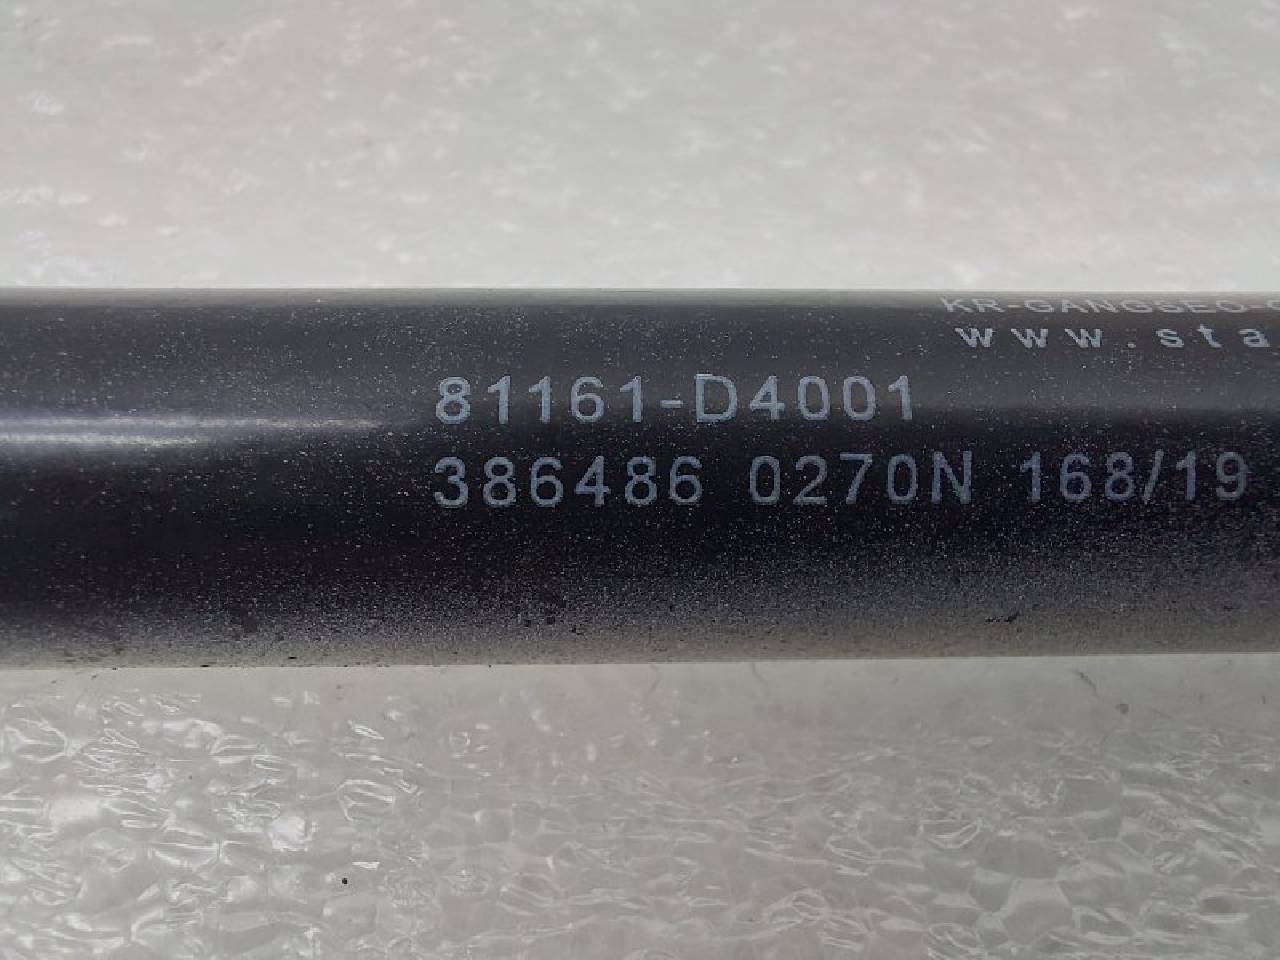 KR-GANGSEO-
www.sta
81161-D4001
386486 0270N 168/19